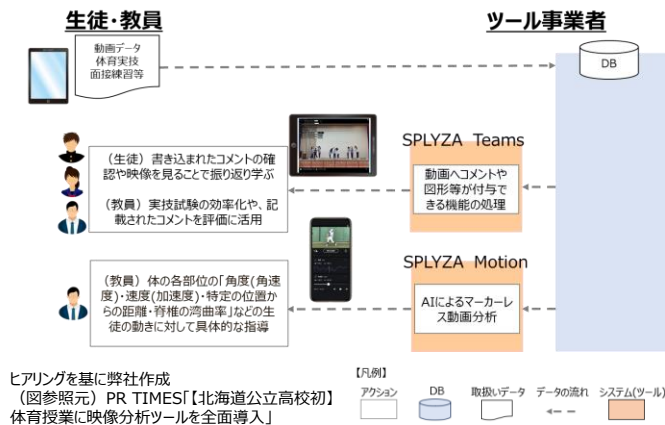 生徒・教員
ツール事業者
動画データ
体育実技
面接練習等
DB
SPLYZA Teams
(生徒)書き込まれたコメントの確
認や映像を見ることで振り返り学ぶ
(教員)実技試験の効率化や、記
載されたコメントを評価に活用
動画へコメントや
図形等が付与で
きる機能の処理
SPLYZA Motion
(教員)体の各部位の「角度(角速
度)・速度(加速度)・特定の位置か
らの距離・脊椎の湾曲率」などの生
徒の動きに対して具体的な指導
AIによるマーカーレ
ス動画分析
ヒアリングを基に弊社作成
(図参照元)PR TIMES「【北海道公立高校初】
体育授業に映像分析ツールを全面導入」
【凡例】
アクション
DB
取扱いデータ
データの流れ
システム(ツール)